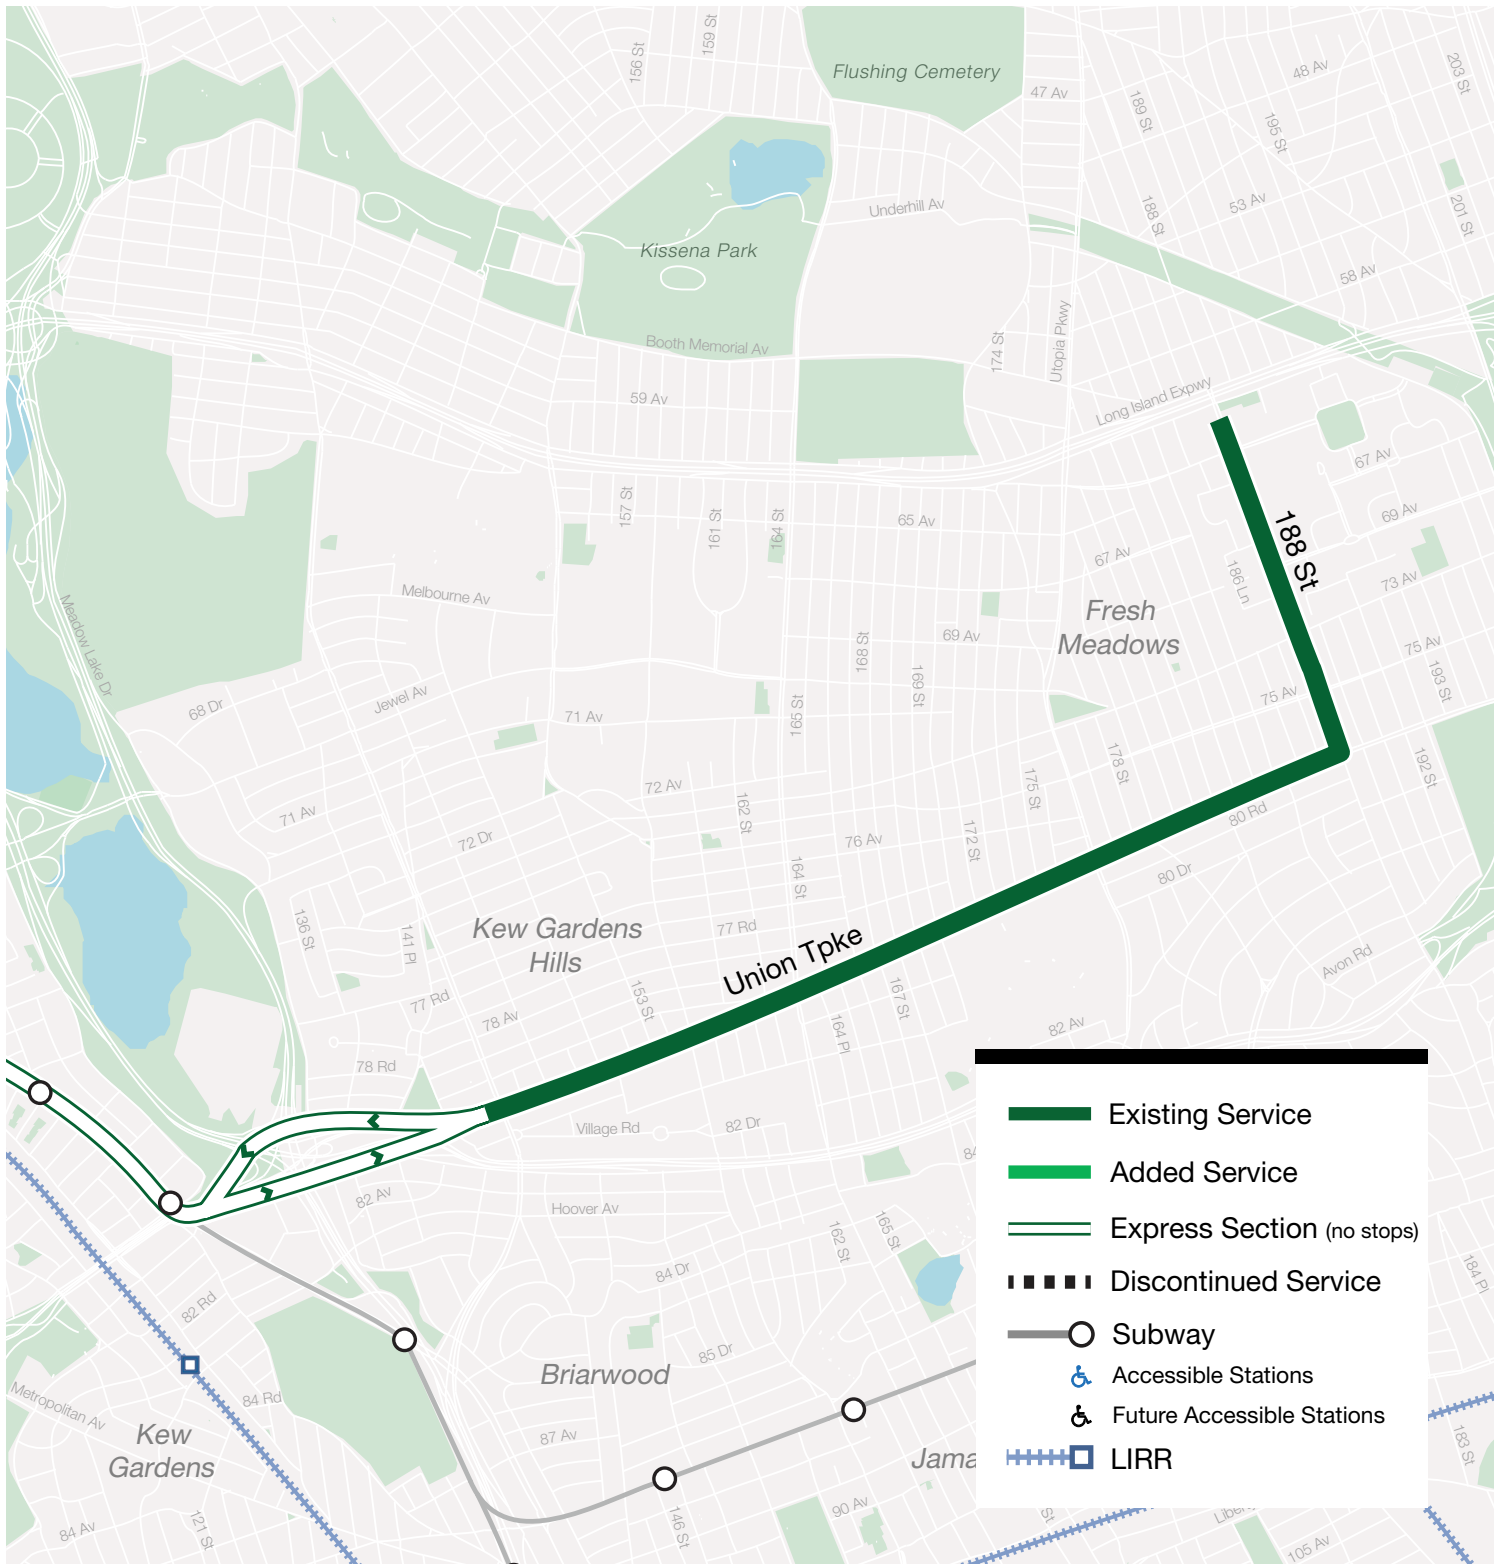 156 St
159 St
Flushing Cemetery
48 Av
203 St
47 Av
189 St
195 St
Underhill Av
188 St
53 Av
201 St
Kissena Park
58 Av
Booth Memorial Av
174 St
Utopia Pkwy
59 Av
Long Island Expwy
67 Av
157 St
161 St
164 St
65 Av
188 St
69 Av
67 Av
186 Ln
73 Av
Melbourne Av
Meadow Lake Dr
Fresh
Meadows
69 Av
168 St
75 Av
193 St
169 St
68 Dr
Jewel Av
71 Av
165 St
75 Av
178 St
192 St
175 St
72 Av
162 St
71 Av
72 Dr
76 Av
172 St
80 Rd
164 St
80 Dr
136 St
141 Pl
Kew Gardens
Hills
77 Rd
Union Tpke
Avon Rd
77 Rd
153 St
167 St
78 Av
164 Pl
82 Av
78 Rd
Village Rd
82 Dr
84
82 Av
Hoover Av
162 St
165 St
84 Dr
82 Rd
85 Dr
Briarwood
184 Pl
Metropolitan Av
84 Rd
Kew
Gardens
87 Av
Jama
183 St
84 Av
121 St
146 St
90 Av
St
Liber
105 Av
Existing Service
Added Service
Express Section (no stops)
Discontinued Service
Subway
Accessible Stations
Future Accessible Stations
LIRR